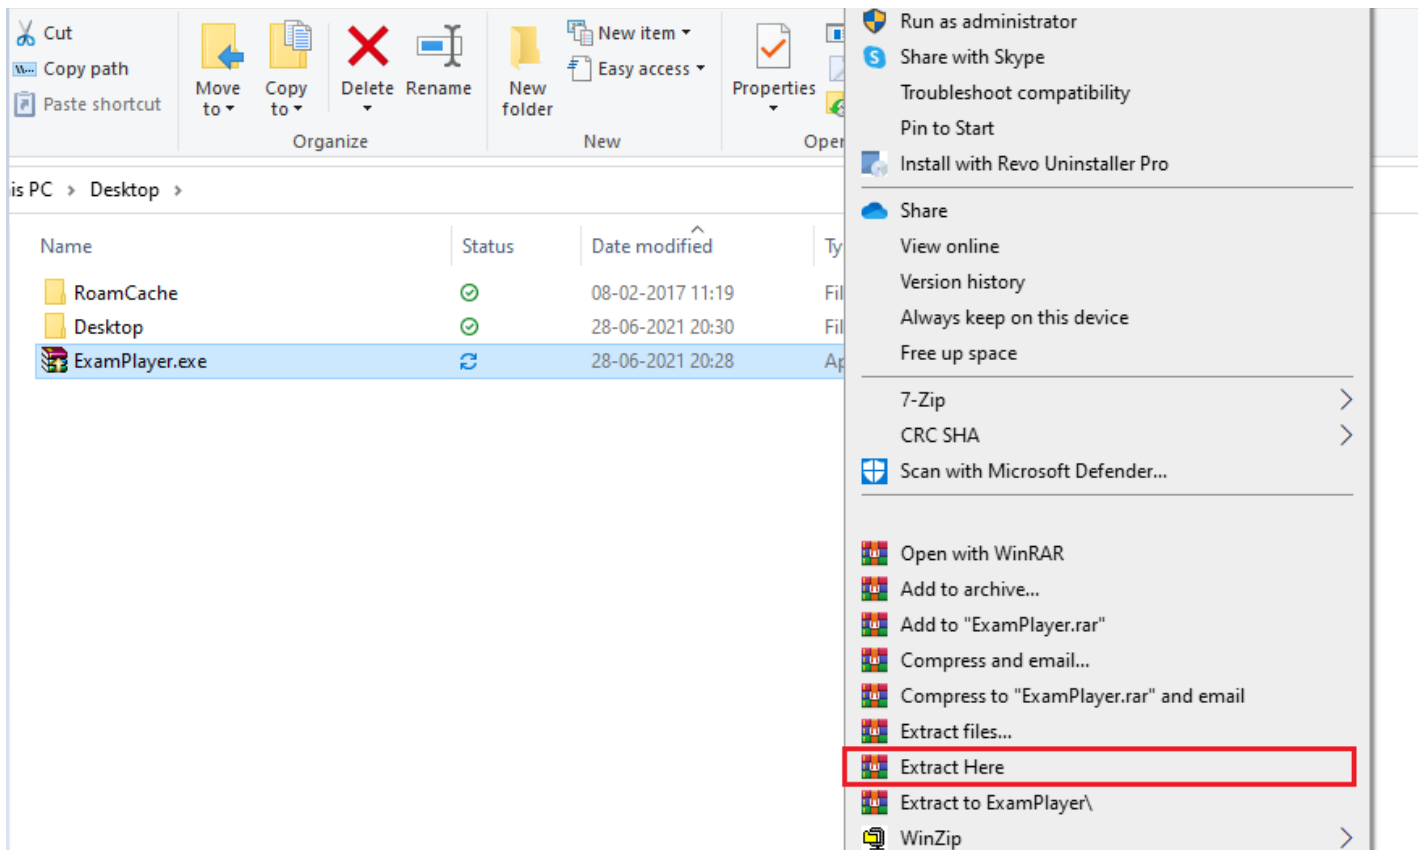 Cut
Copy path
Paste shortcut
Move to
Copy to
Delete
Rename
Organize
New folder
New item
Easy access
New
Properties
is PC > Desktop >
Name Status Date modified
RoamCache 08-02-2017 11:19
Desktop 28-06-2021 20:30
ExamPlayer.exe 28-06-2021 20:28
Run as administrator
Share with Skype
Troubleshoot compatibility
Pin to Start
Install with Revo Uninstaller Pro
Share
View online
Version history
Always keep on this device
Free up space
7-Zip
CRC SHA
Scan with Microsoft Defender...
Open with WinRAR
Add to archive...
Add to "ExamPlayer.rar"
Compress and email...
Compress to "ExamPlayer.rar" and email
Extract files...
Extract Here
Extract to ExamPlayer\
WinZip